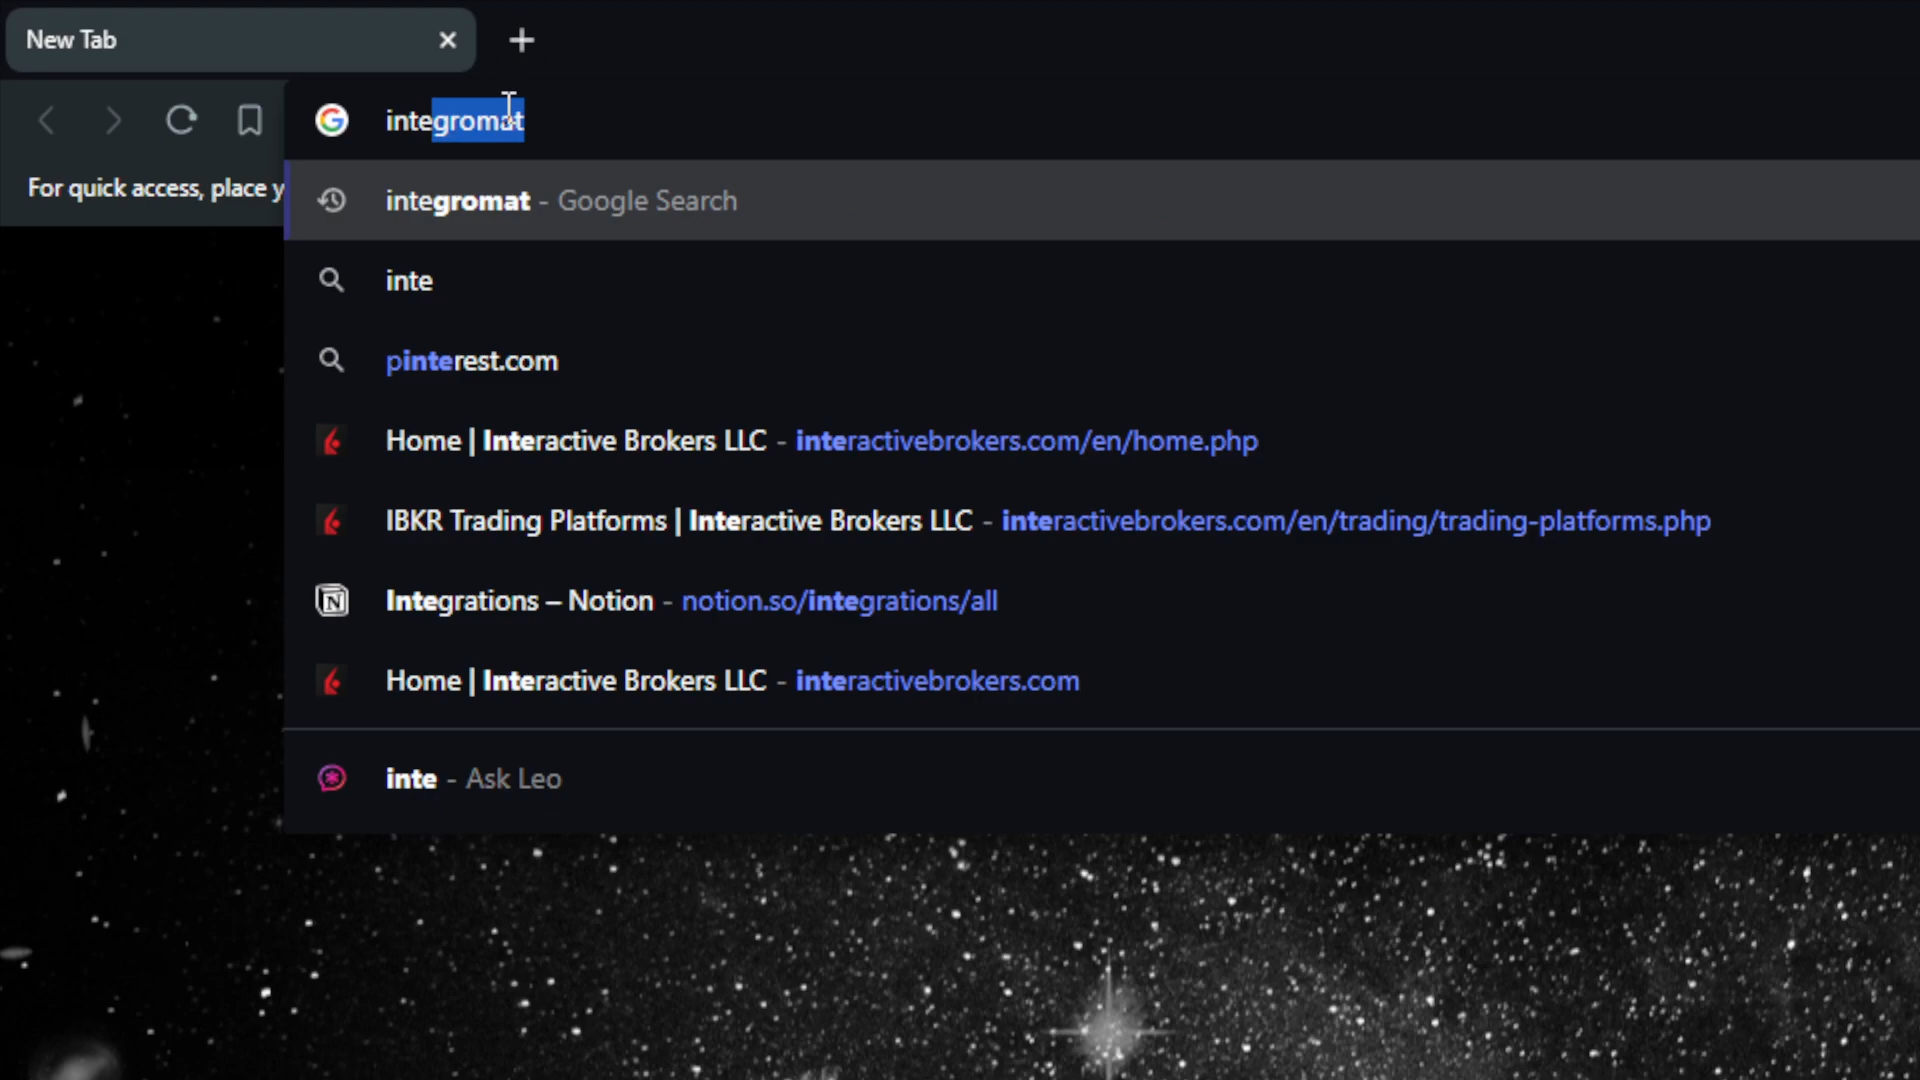 New Tab
integromat
For quick access, place y
integromat - Google Search
inte
pinterest.com
Home | Interactive Brokers LLC - interactivebrokers.com/en/home.php
IBKR Trading Platforms | Interactive Brokers LLC - interactivebrokers.com/en/trading/trading-platforms.php
Integrations – Notion - notion.so/integrations/all
Home | Interactive Brokers LLC - interactivebrokers.com
inte - Ask Leo